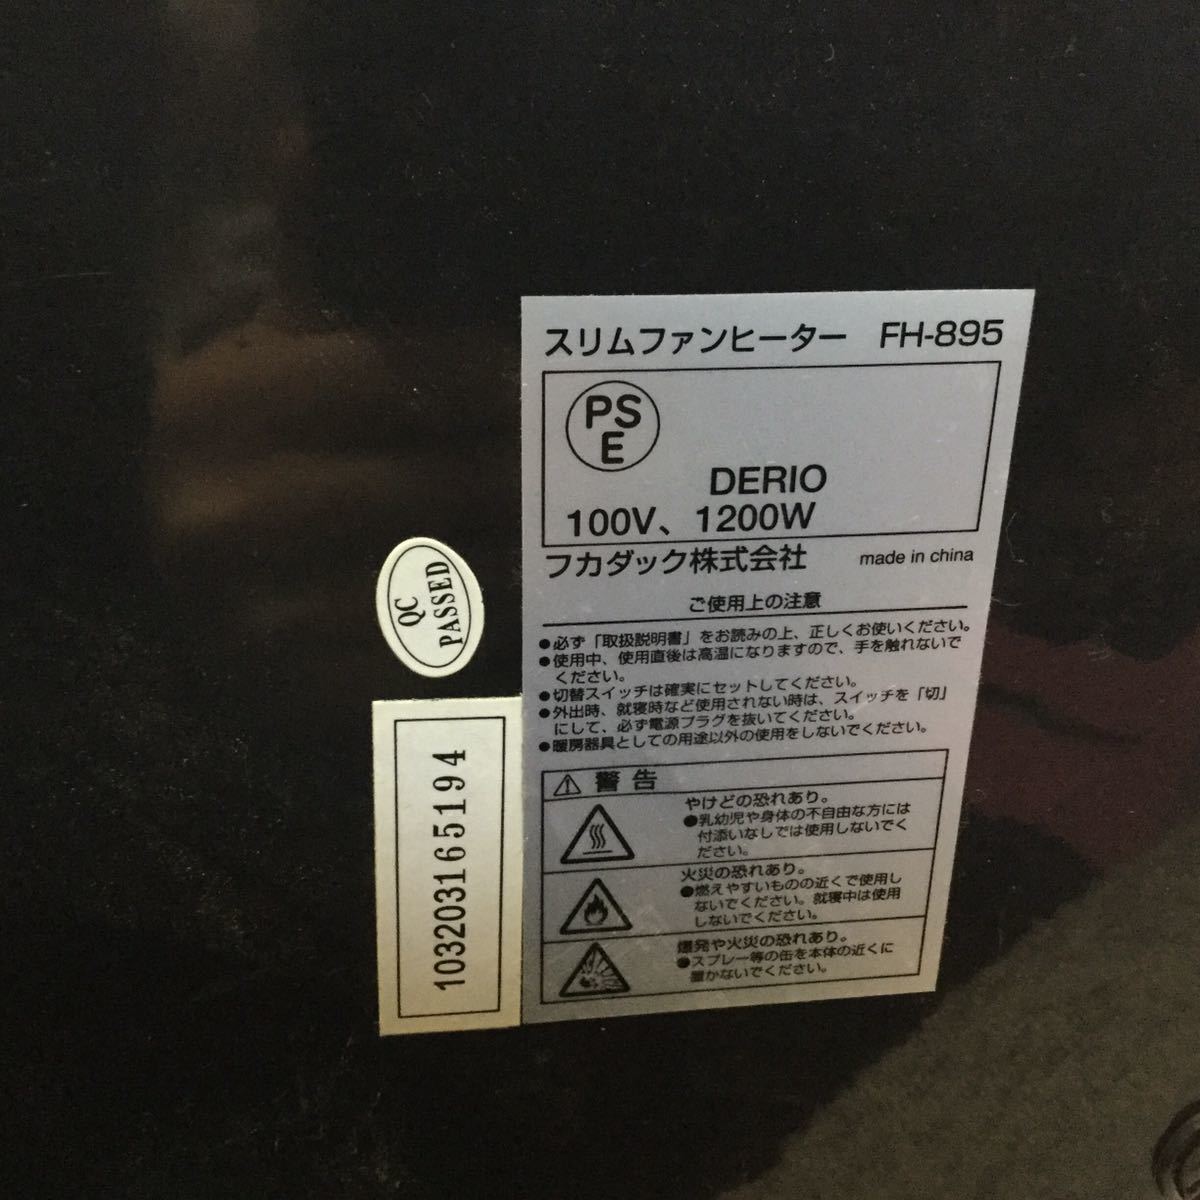 スリムファンヒーター FH-895
PS
E
DERIO
100V、1200W
フカダック株式会社 made in china
ご使用上の注意
●必ず「取扱説明書」をお読みの上、正しくお使いください。
●使用中、使用直後は高温になりますので、手を触れないで
ください。
●切替スイッチは確実にセットしてください。
●外出時、就寝時など使用されない時は、スイッチを「切」
にして、必ず電源プラグを抜いてください。
●暖房器具としての用途以外の使用をしないでください。
警告
やけどの恐れあり。
●乳幼児や身体の不自由な方には
付添いなしでは使用しないでく
ださい。
火災の恐れあり。
●燃えやすいものの近くで使用し
ないでください。就寝中は使用
しないでください。
爆発や火災の恐れあり。
●スプレー等の缶を本体の近くに
置かないでください。
QC
PASSED
103203165194